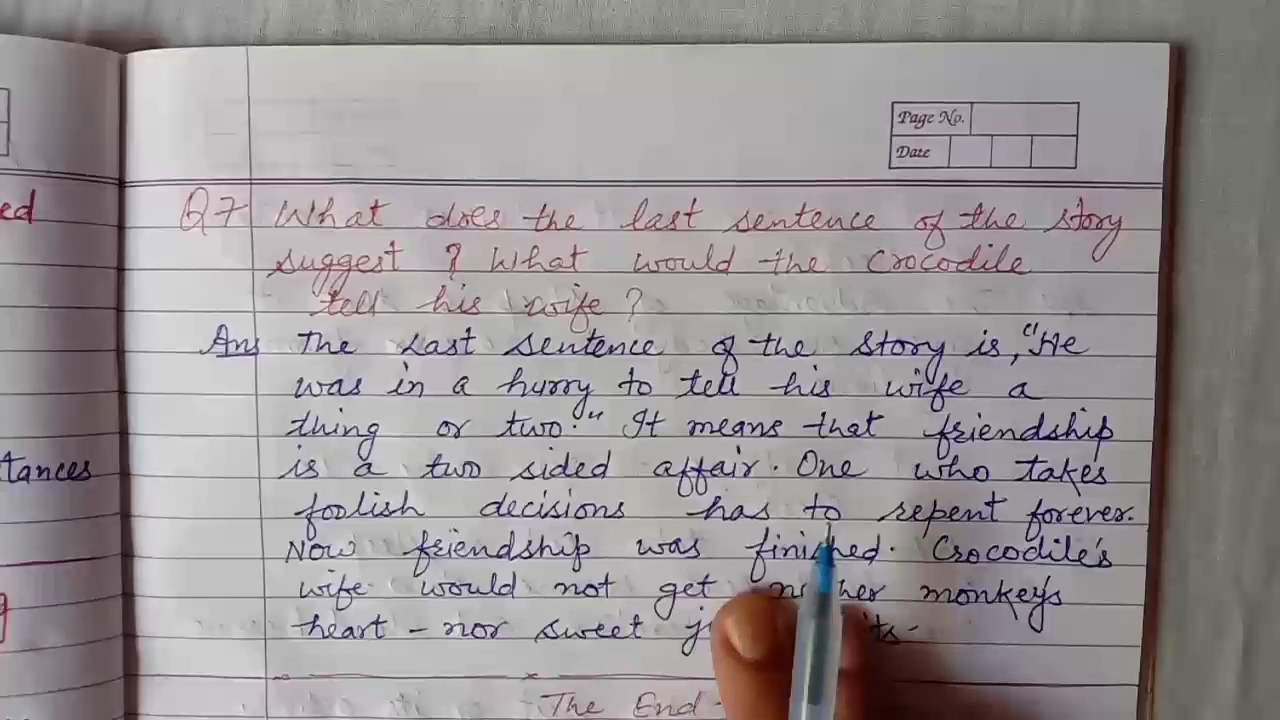 Page No.
Date
ed
Q7 What does the last sentence of the story
suggest ? What would the crocodile
tell his wife ?
Ans The Last sentence of the story is, "He
was in a hurry to tell his wife a
thing or two." It means that friendship
tances
is a two sided affair. One who takes
foolish decisions has to repent forever.
Now friendship was finished. Crocodile's
wife would not get monkey's
heart - nor sweet
The End